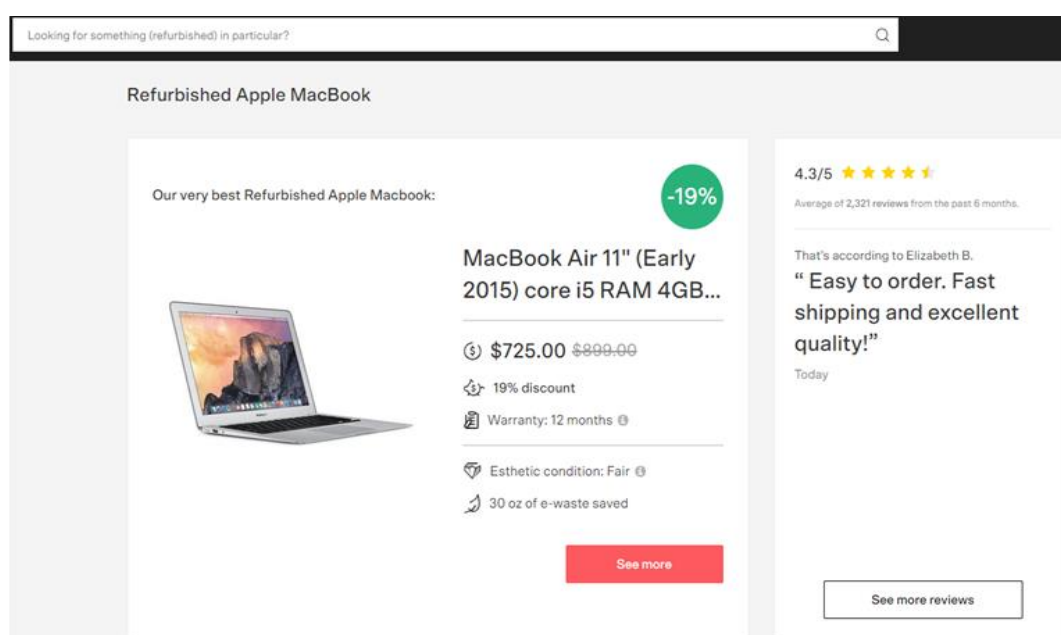 Looking for something (refurbished) in particular?
Refurbished Apple MacBook
Our very best Refurbished Apple Macbook:
-19%
MacBook Air 11" (Early
2015) core i5 RAM 4GB...
$725.00 $899.00
19% discount
Warranty: 12 months
Esthetic condition: Fair
30 oz of e-waste saved
See more
4.3/5
Average of 2,321 reviews from the past 6 months.
That's according to Elizabeth B.
“ Easy to order. Fast
shipping and excellent
quality!”
Today
See more reviews